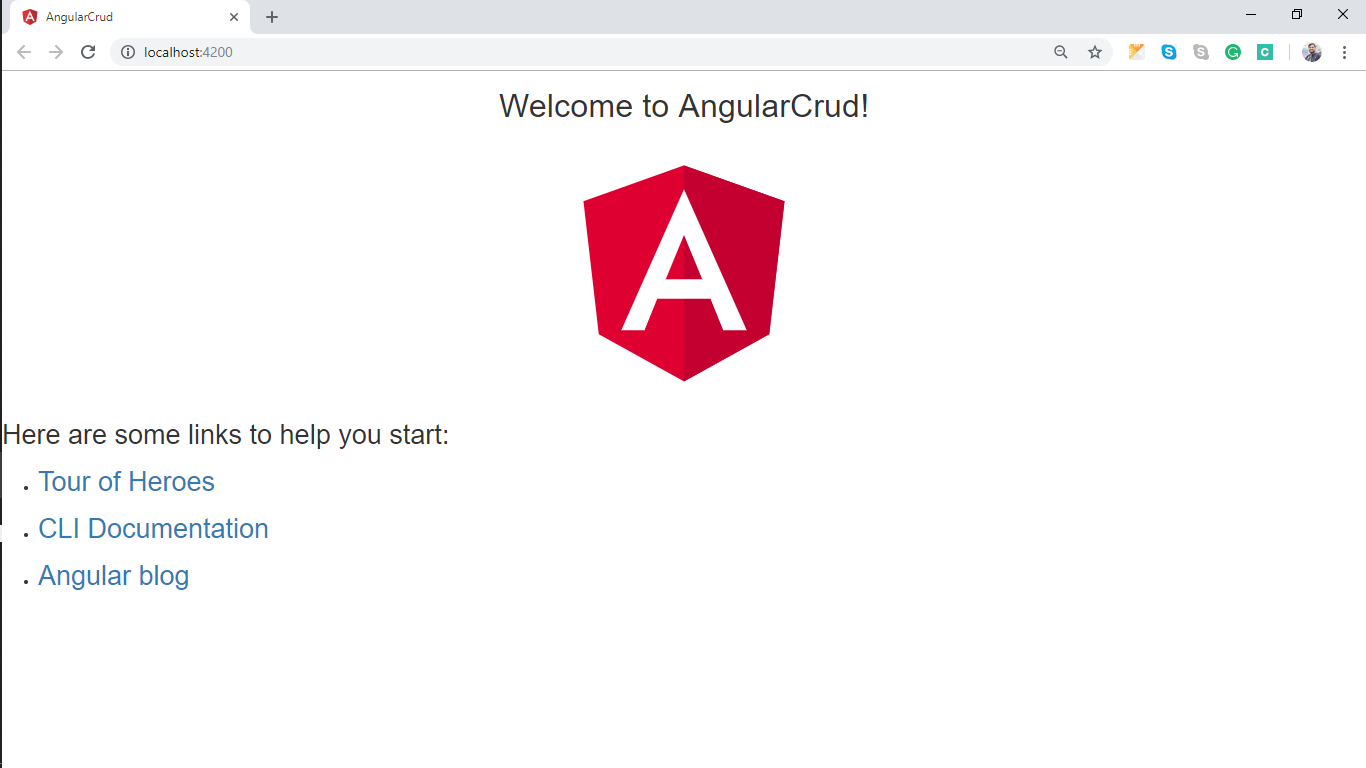 AngularCrud
localhost:4200
Welcome to AngularCrud!
A
Here are some links to help you start:
• Tour of Heroes
• CLI Documentation
• Angular blog